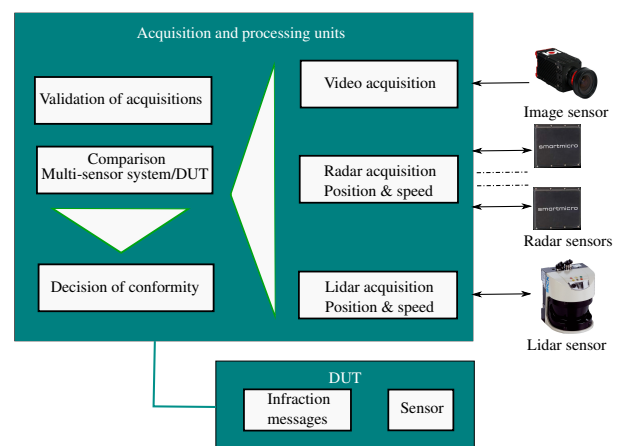 Acquisition and processing units
Validation of acquisitions
Comparison
Multi-sensor system/DUT
Decision of conformity
Video acquisition
Radar acquisition
Position & speed
Lidar acquisition
Position & speed
Image sensor
smartmicro
smartmicro
Radar sensors
Lidar sensor
DUT
Infraction
messages
Sensor